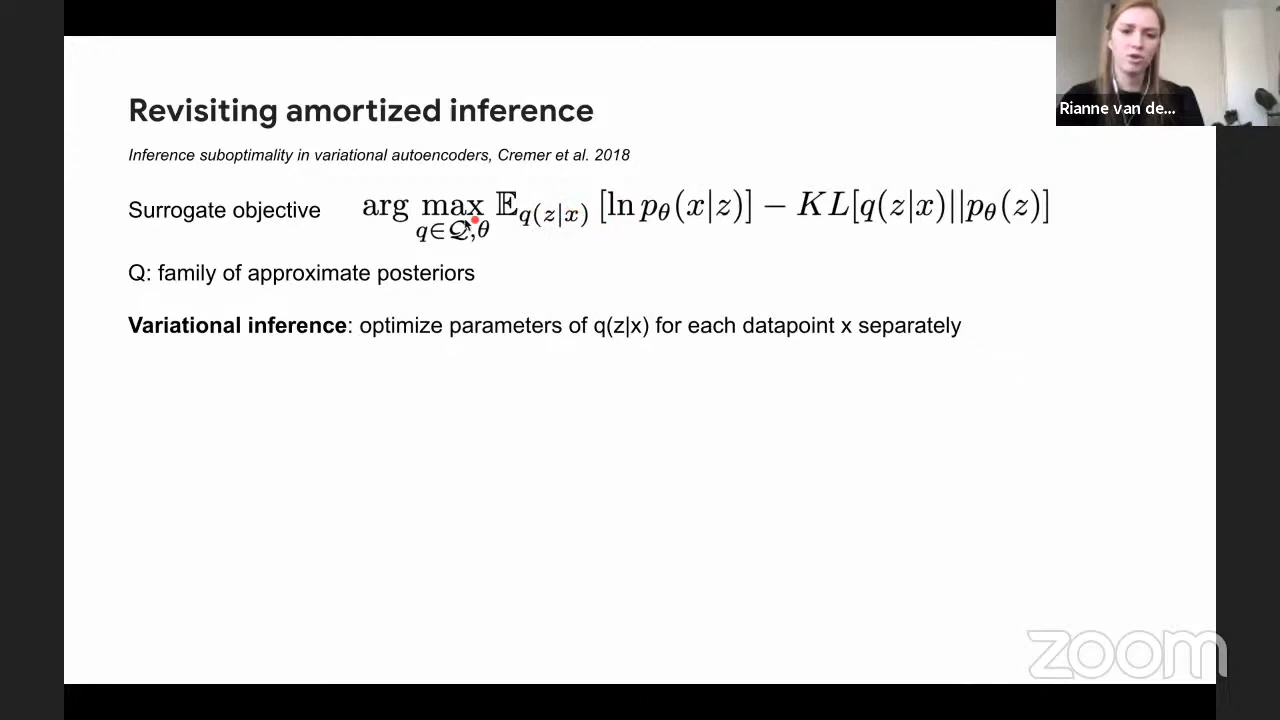 Rianne van de...
Revisiting amortized inference
Inference suboptimality in variational autoencoders, Cremer et al. 2018
Surrogate objective arg max_{q∈𝒬,θ} 𝔼_{q(z|x)} [ln p_θ(x|z)] − KL[q(z|x)||p_θ(z)]
Q: family of approximate posteriors
Variational inference: optimize parameters of q(z|x) for each datapoint x separately
zoom